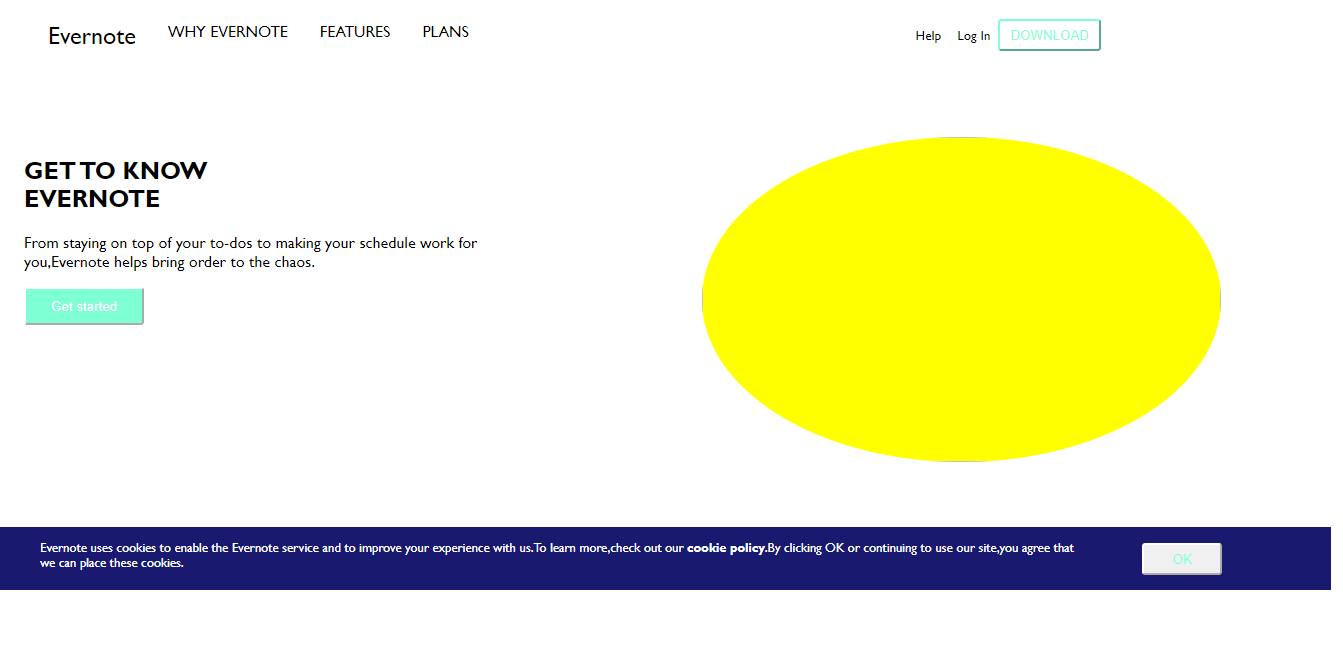 Evernote
WHY EVERNOTE
FEATURES
PLANS
Help
Log In
DOWNLOAD
GET TO KNOW
EVERNOTE
From staying on top of your to-dos to making your schedule work for
you,Evernote helps bring order to the chaos.
Get started
Evernote uses cookies to enable the Evernote service and to improve your experience with us.To learn more,check out our cookie policy.By clicking OK or continuing to use our site,you agree that
we can place these cookies.
OK